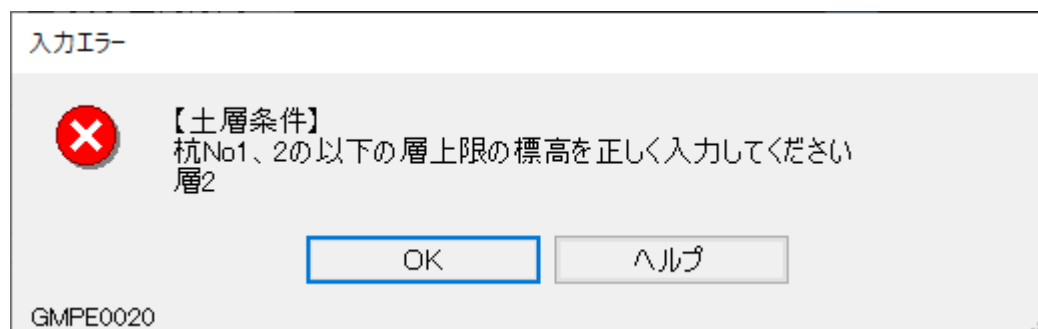 入力エラー
【土層条件】
杭No1、2の以下の層上限の標高を正しく入力してください
層2
OK
ヘルプ
GMPE0020